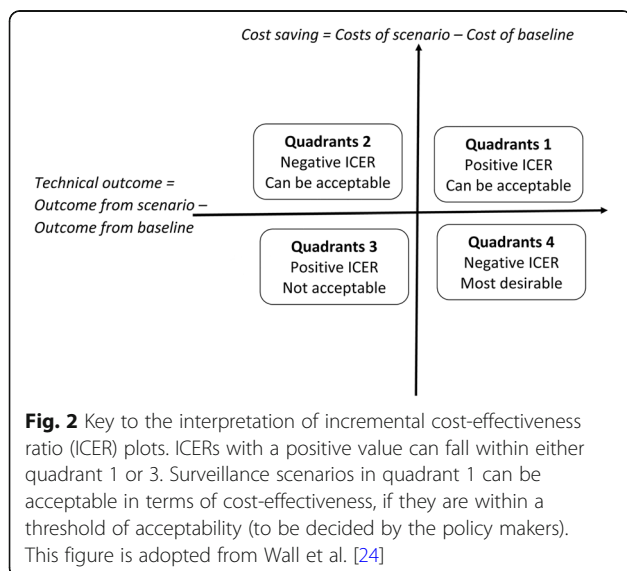 Cost saving = Costs of scenario – Cost of baseline
Quadrants 2
Negative ICER
Can be acceptable
Quadrants 1
Positive ICER
Can be acceptable
Technical outcome =
Outcome from scenario –
Outcome from baseline
Quadrants 3
Positive ICER
Not acceptable
Quadrants 4
Negative ICER
Most desirable
Fig. 2 Key to the interpretation of incremental cost-effectiveness
ratio (ICER) plots. ICERs with a positive value can fall within either
quadrant 1 or 3. Surveillance scenarios in quadrant 1 can be
acceptable in terms of cost-effectiveness, if they are within a
threshold of acceptability (to be decided by the policy makers).
This figure is adopted from Wall et al. [24]